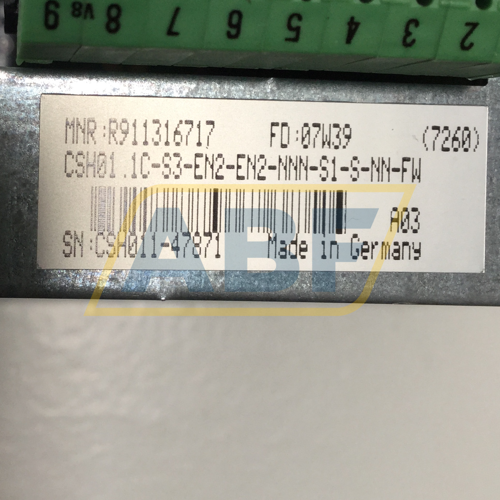 9 8 7 6 5 4 3 2
MNR:R911316717 FD:07W39 (7260)
CSH01.1C-S3-EN2-EN2-NNN-S1-S-NN-FW
A03
SN:CSH011-47871 Made in Germany
ABF